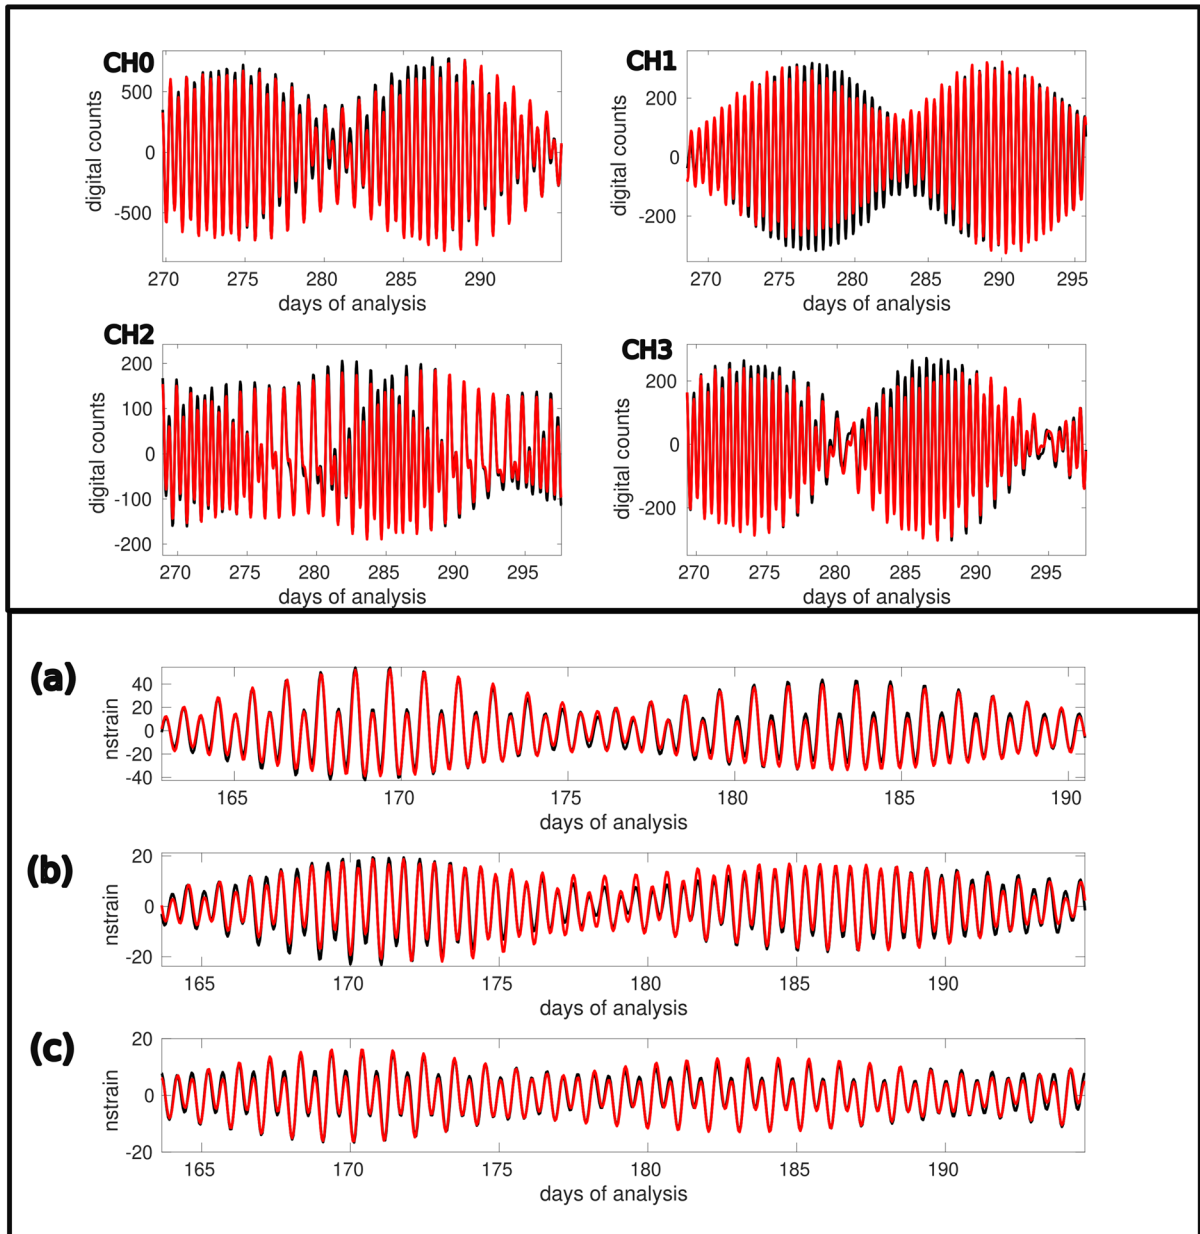 CH0
500
0
-500
digital counts
270 275 280 285 290
days of analysis
CH1
200
0
-200
digital counts
270 275 280 285 290 295
days of analysis
CH2
200
100
0
-100
-200
digital counts
270 275 280 285 290 295
days of analysis
CH3
200
0
-200
digital counts
270 275 280 285 290 295
days of analysis
(a)
40
20
0
-20
-40
nstrain
165 170 175 180 185 190
days of analysis
(b)
20
0
-20
nstrain
165 170 175 180 185 190
days of analysis
(c)
20
0
-20
nstrain
165 170 175 180 185 190
days of analysis